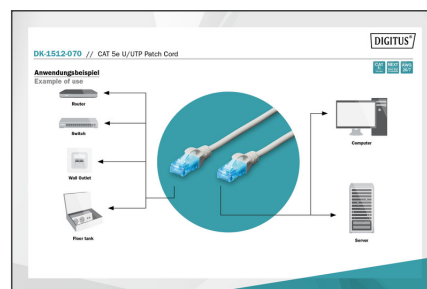 DIGITUS®
DK-1512-070 // CAT 5e U/UTP Patch Cord
Anwendungsbeispiel
Example of use
Router
Switch
Wall Outlet
Floor tank
Computer
Server